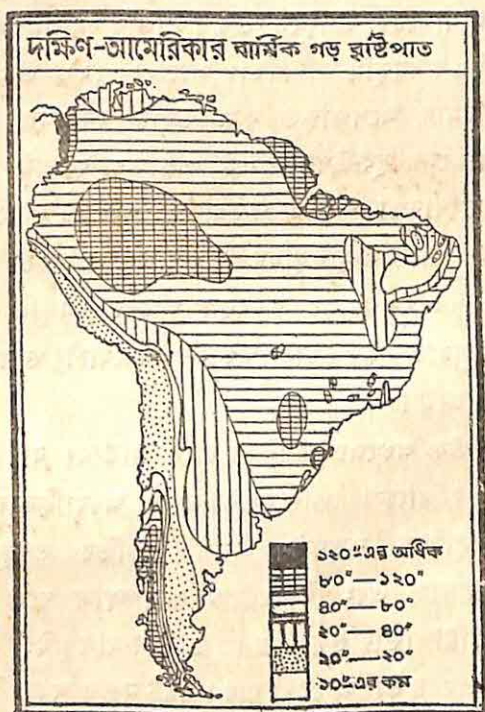 দক্ষিণ-আমেরিকার বার্ষিক গড় বৃষ্টিপাত
১২০"এর অধিক
৮০"—১২০"
৪০"—৮০"
২০"—৪০"
১০"—২০"
১০"এর কম